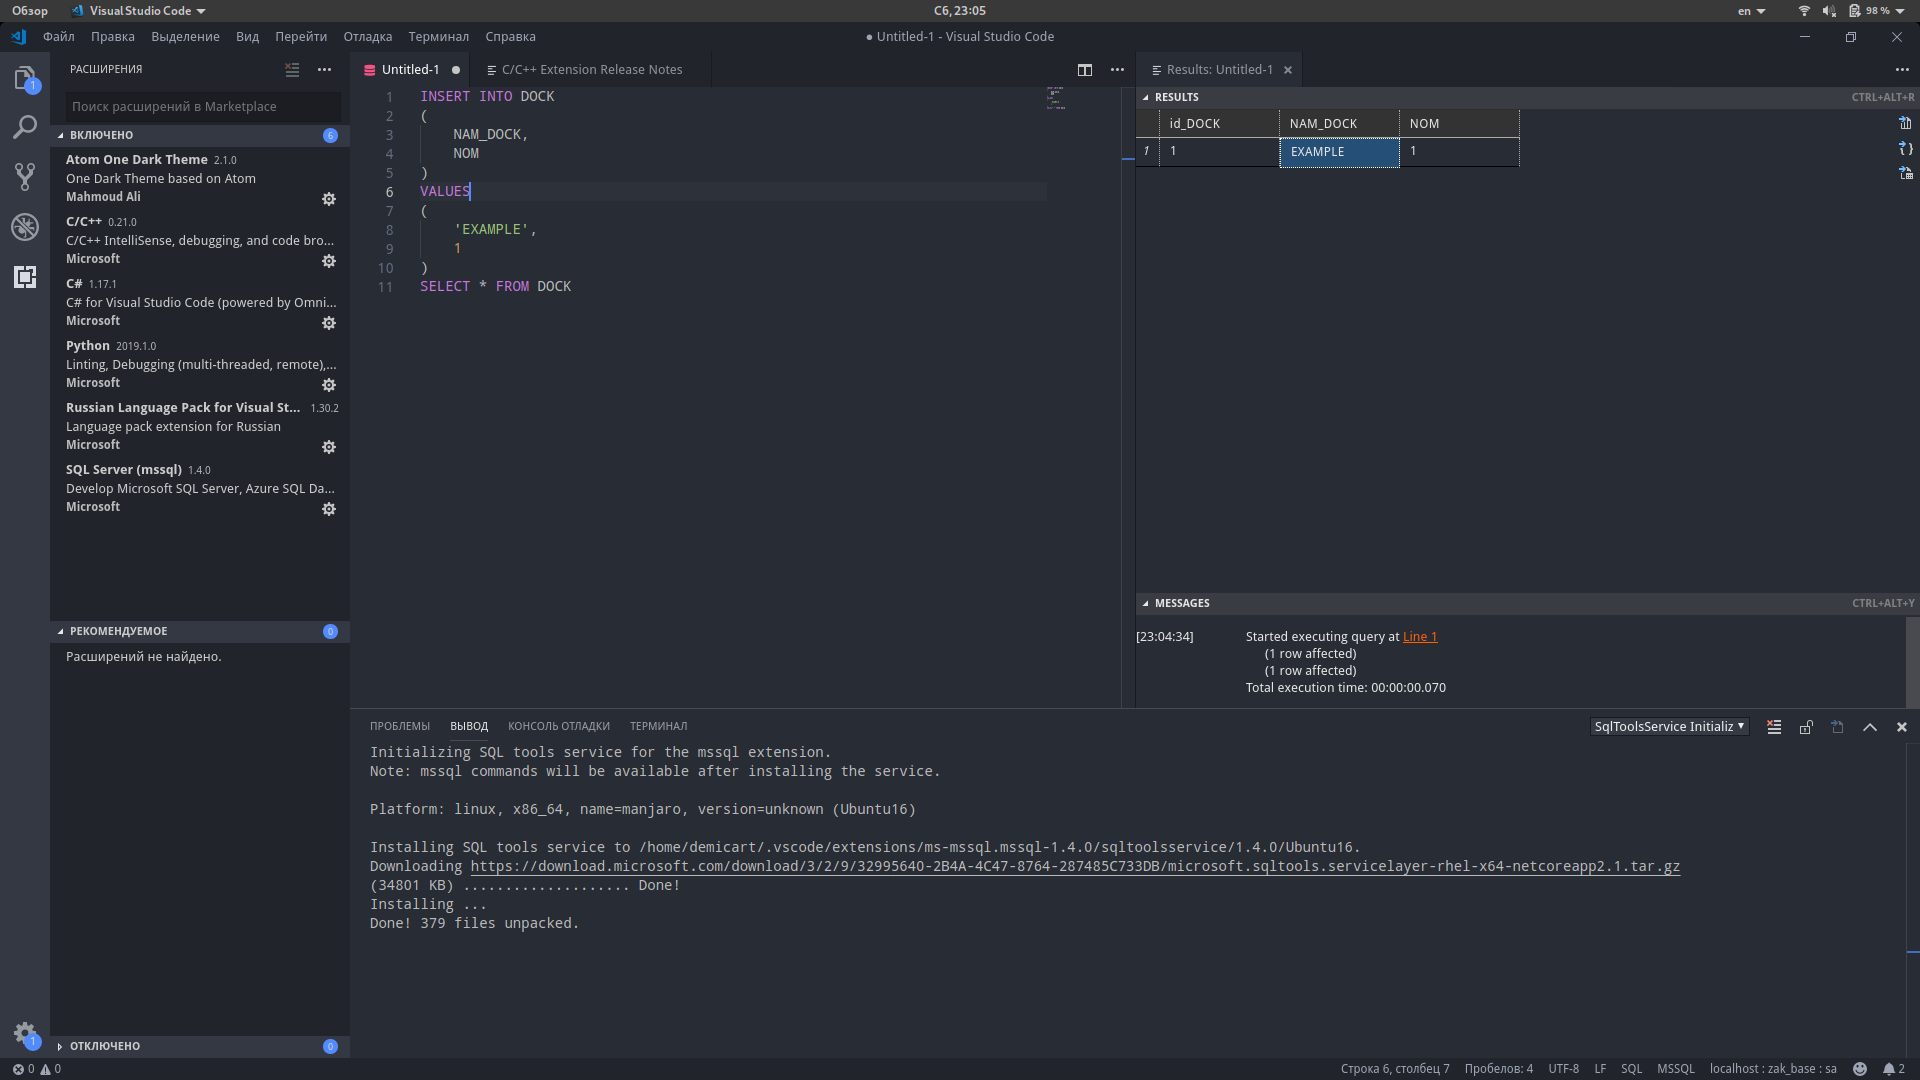 Обзор
Visual Studio Code
Сб, 23:05
en
98 %
Файл Правка Выделение Вид Перейти Отладка Терминал Справка
● Untitled-1 - Visual Studio Code
РАСШИРЕНИЯ
Поиск расширений в Marketplace
ВКЛЮЧЕНО 6
Atom One Dark Theme 2.1.0
One Dark Theme based on Atom
Mahmoud Ali
C/C++ 0.21.0
C/C++ IntelliSense, debugging, and code bro...
Microsoft
C# 1.17.1
C# for Visual Studio Code (powered by Omni...
Microsoft
Python 2019.1.0
Linting, Debugging (multi-threaded, remote),...
Microsoft
Russian Language Pack for Visual St... 1.30.2
Language pack extension for Russian
Microsoft
SQL Server (mssql) 1.4.0
Develop Microsoft SQL Server, Azure SQL Da...
Microsoft
РЕКОМЕНДУЕМОЕ 0
Расширений не найдено.
ОТКЛЮЧЕНО 0
1
1
Untitled-1 ●
C/C++ Extension Release Notes
1 INSERT INTO DOCK
2 (
3 NAM_DOCK,
4 NOM
5 )
6 VALUES
7 (
8 'EXAMPLE',
9 1
10 )
11 SELECT * FROM DOCK
Results: Untitled-1
RESULTS CTRL+ALT+R
id_DOCK NAM_DOCK NOM
1 1 EXAMPLE 1
MESSAGES CTRL+ALT+Y
[23:04:34] Started executing query at Line 1
(1 row affected)
(1 row affected)
Total execution time: 00:00:00.070
ПРОБЛЕМЫ ВЫВОД КОНСОЛЬ ОТЛАДКИ ТЕРМИНАЛ
SqlToolsService Initializ
Initializing SQL tools service for the mssql extension.
Note: mssql commands will be available after installing the service.
Platform: linux, x86_64, name=manjaro, version=unknown (Ubuntu16)
Installing SQL tools service to /home/demicart/.vscode/extensions/ms-mssql.mssql-1.4.0/sqltoolsservice/1.4.0/Ubuntu16.
Downloading https://download.microsoft.com/download/3/2/9/32995640-2B4A-4C47-8764-287485C733DB/microsoft.sqltools.servicelayer-rhel-x64-netcoreapp2.1.tar.gz
(34801 KB) .................... Done!
Installing ...
Done! 379 files unpacked.
0 0
Строка 6, столбец 7 Пробелов: 4 UTF-8 LF SQL MSSQL localhost : zak_base : sa 2